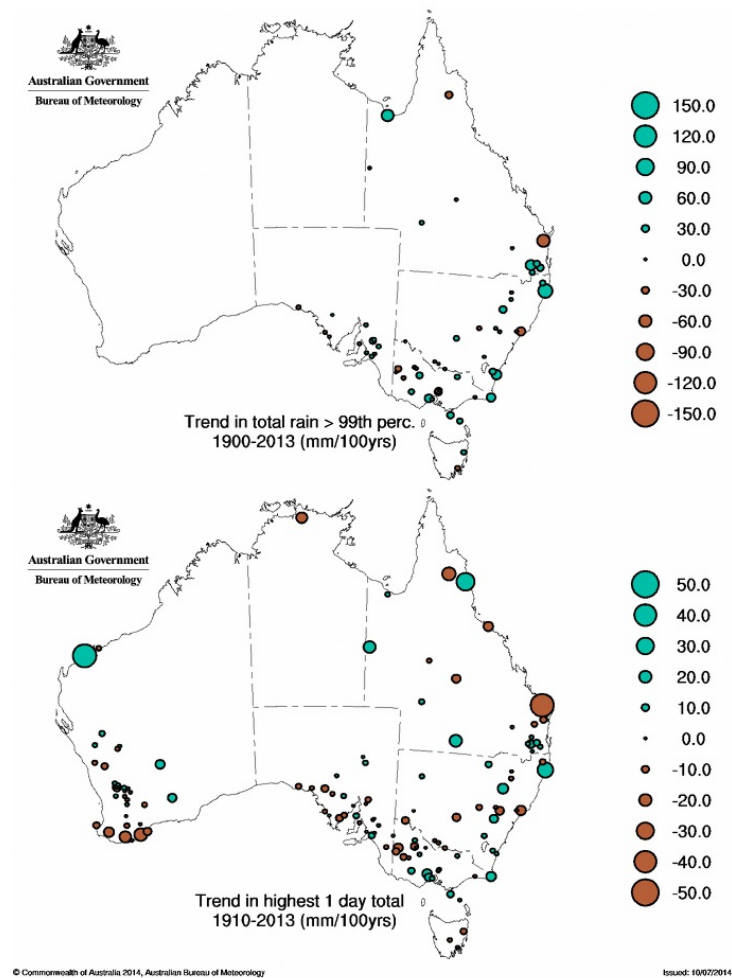 Australian Government
Bureau of Meteorology
150.0
120.0
90.0
60.0
30.0
0.0
-30.0
-60.0
-90.0
-120.0
-150.0
Trend in total rain > 99th perc.
1900-2013 (mm/100yrs)
Australian Government
Bureau of Meteorology
50.0
40.0
30.0
20.0
10.0
0.0
-10.0
-20.0
-30.0
-40.0
-50.0
Trend in highest 1 day total
1910-2013 (mm/100yrs)
© Commonwealth of Australia 2014, Australian Bureau of Meteorology
Issued: 10/07/2014